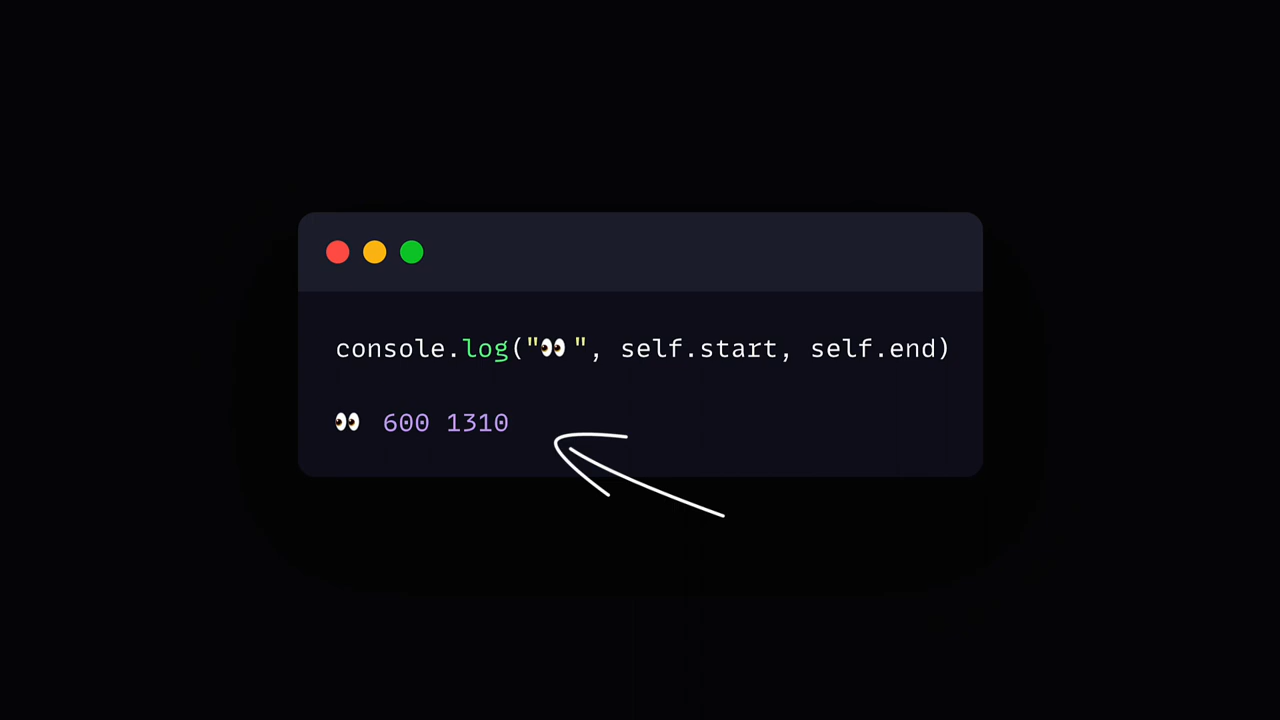 console.log("👀", self.start, self.end)
👀 600 1310